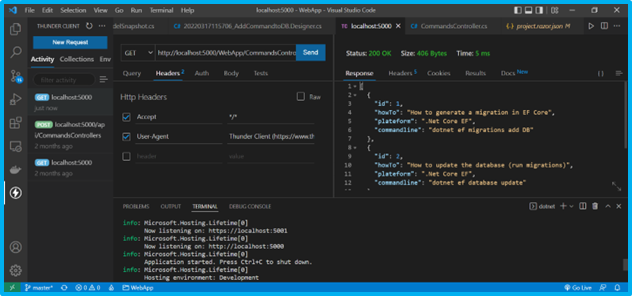 File Edit Selection View Go Run Terminal Help
localhost:5000 - WebApp - Visual Studio Code
THUNDER CLIENT
New Request
Activity Collections Env
filter activity
GET localhost:5000
just now
POST localhost:5000/ap
i/CommandsControllers
2 months ago
GET localhost:5000
2 months ago
delSnapshot.cs
20220317115706_AddCommandtoDB.Designer.cs
GET http://localhost:5000/WebApp/CommandsContro
Send
Query Headers 2 Auth Body Tests
Http Headers
Raw
Accept */*
User-Agent Thunder Client (https://www.th
header value
localhost:5000
CommandsController.cs
project.razor.json
Status: 200 OK Size: 406 Bytes Time: 5 ms
Response Headers 5 Cookies Results Docs New
{ }
1 [
2 {
3 "id": 1,
4 "howTo": "How to generate a migration in EF Core",
5 "plateform": ".Net Core EF",
6 "commandline": "dotnet ef migrations add DB"
7 },
8 {
9 "id": 2,
10 "howTo": "How to update the database (run migrations)",
11 "plateform": ".Net Core EF",
12 "commandline": "dotnet ef database update"
PROBLEMS OUTPUT TERMINAL DEBUG CONSOLE
dotnet
info: Microsoft.Hosting.Lifetime[0]
Now listening on: https://localhost:5001
info: Microsoft.Hosting.Lifetime[0]
Now listening on: http://localhost:5000
info: Microsoft.Hosting.Lifetime[0]
Application started. Press Ctrl+C to shut down.
info: Microsoft.Hosting.Lifetime[0]
Hosting environment: Development
master* 0 0 WebApp
Go Live